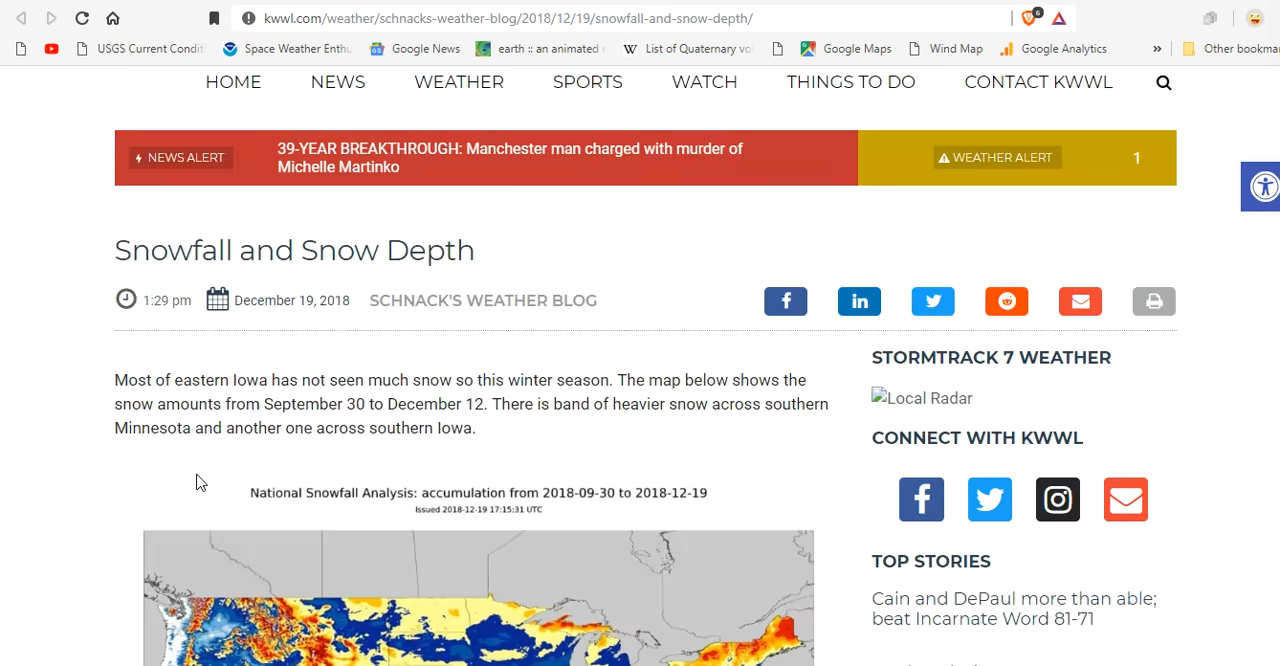 kwwl.com/weather/schnacks-weather-blog/2018/12/19/snowfall-and-snow-depth/
6
USGS Current Condit
Space Weather Enthu
Google News
earth :: an animated
List of Quaternary vo
Google Maps
Wind Map
Google Analytics
»
Other bookma
HOME
NEWS
WEATHER
SPORTS
WATCH
THINGS TO DO
CONTACT KWWL
NEWS ALERT
39-YEAR BREAKTHROUGH: Manchester man charged with murder of
Michelle Martinko
WEATHER ALERT
1
Snowfall and Snow Depth
1:29 pm
December 19, 2018
SCHNACK'S WEATHER BLOG
Most of eastern Iowa has not seen much snow so this winter season. The map below shows the
snow amounts from September 30 to December 12. There is band of heavier snow across southern
Minnesota and another one across southern Iowa.
National Snowfall Analysis: accumulation from 2018-09-30 to 2018-12-19
Issued 2018-12-19 17:15:31 UTC
STORMTRACK 7 WEATHER
Local Radar
CONNECT WITH KWWL
TOP STORIES
Cain and DePaul more than able;
beat Incarnate Word 81-71